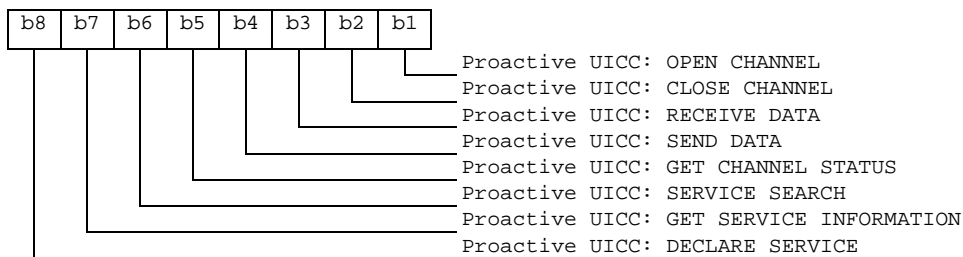 b8 b7 b6 b5 b4 b3 b2 b1
Proactive UICC: OPEN CHANNEL
Proactive UICC: CLOSE CHANNEL
Proactive UICC: RECEIVE DATA
Proactive UICC: SEND DATA
Proactive UICC: GET CHANNEL STATUS
Proactive UICC: SERVICE SEARCH
Proactive UICC: GET SERVICE INFORMATION
Proactive UICC: DECLARE SERVICE